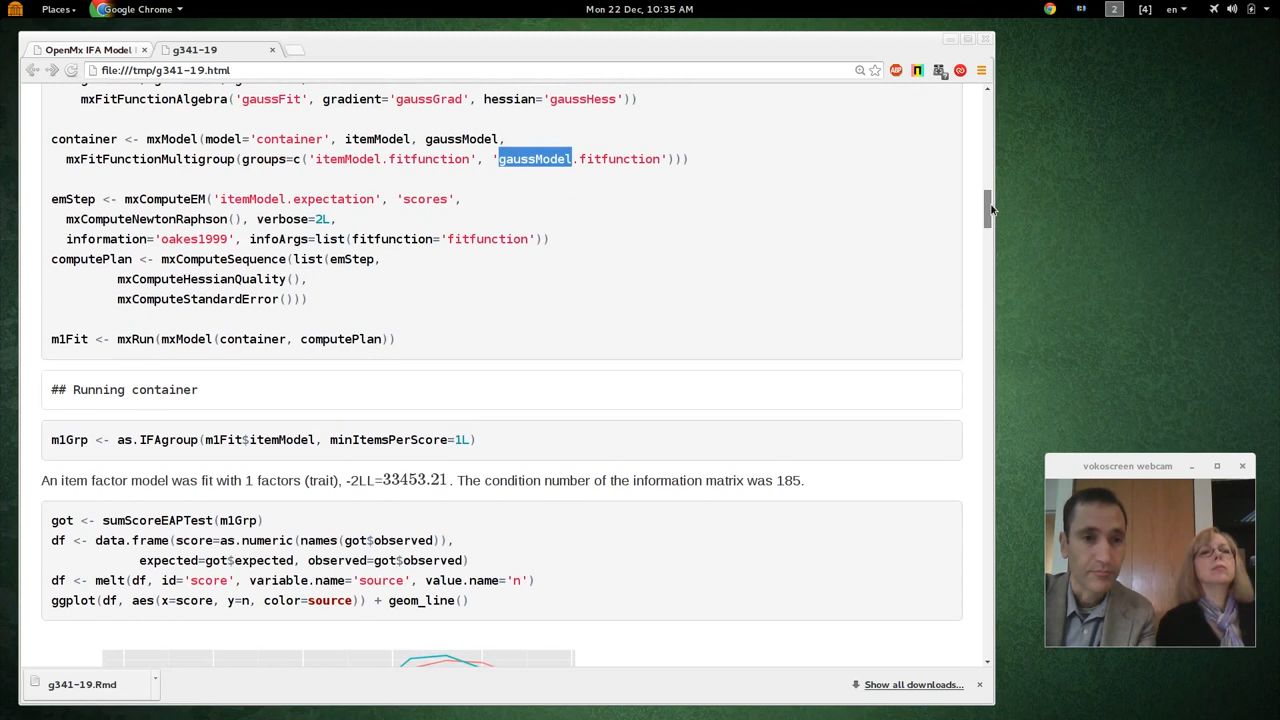 Places
Google Chrome
Mon 22 Dec, 10:35 AM
2
[4]
en
OpenMx IFA Model
g341-19
file:///tmp/g341-19.html
mxFitFunctionAlgebra('gaussFit', gradient='gaussGrad', hessian='gaussHess'))
container <- mxModel(model='container', itemModel, gaussModel,
mxFitFunctionMultigroup(groups=c('itemModel.fitfunction', 'gaussModel.fitfunction')))
emStep <- mxComputeEM('itemModel.expectation', 'scores',
mxComputeNewtonRaphson(), verbose=2L,
information='oakes1999', infoArgs=list(fitfunction='fitfunction'))
computePlan <- mxComputeSequence(list(emStep,
mxComputeHessianQuality(),
mxComputeStandardError()))
m1Fit <- mxRun(mxModel(container, computePlan))
## Running container
m1Grp <- as.IFAgroup(m1Fit$itemModel, minItemsPerScore=1L)
An item factor model was fit with 1 factors (trait), -2LL=33453.21. The condition number of the information matrix was 185.
got <- sumScoreEAPTest(m1Grp)
df <- data.frame(score=as.numeric(names(got$observed)),
expected=got$expected, observed=got$observed)
df <- melt(df, id='score', variable.name='source', value.name='n')
ggplot(df, aes(x=score, y=n, color=source)) + geom_line()
vokoscreen webcam
g341-19.Rmd
Show all downloads...